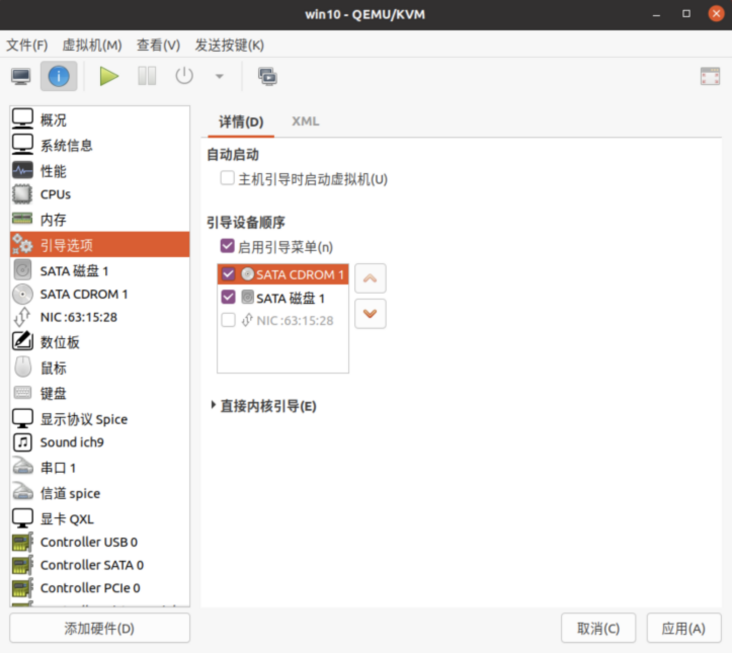 win10 - QEMU/KVM
文件(F) 虚拟机(M) 查看(V) 发送按键(K)
概况
系统信息
性能
CPUs
内存
引导选项
SATA 磁盘 1
SATA CDROM 1
NIC :63:15:28
数位板
鼠标
键盘
显示协议 Spice
Sound ich9
串口 1
信道 spice
显卡 QXL
Controller USB 0
Controller SATA 0
Controller PCIe 0
添加硬件(D)
详情(D) XML
自动启动
主机引导时启动虚拟机(U)
引导设备顺序
启用引导菜单(n)
SATA CDROM 1
SATA 磁盘 1
NIC :63:15:28
直接内核引导(E)
取消(C) 应用(A)